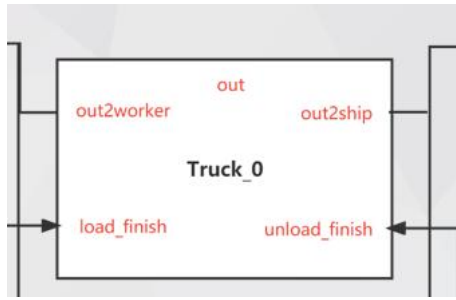 out
out2worker
out2ship
Truck_0
load_finish
unload_finish